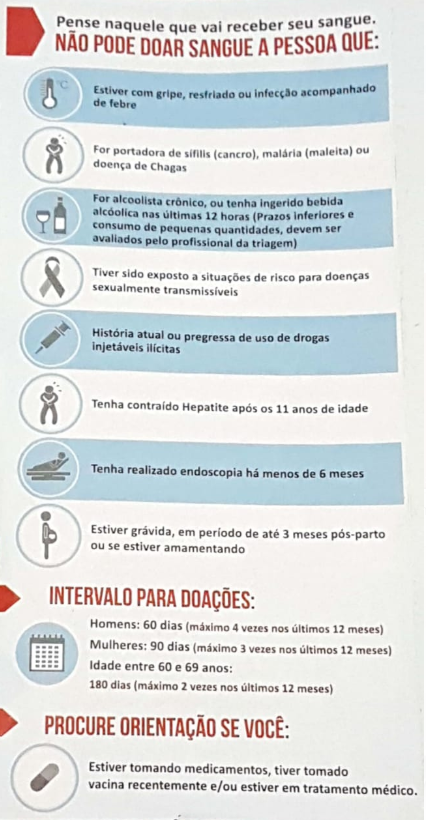 Pense naquele que vai receber seu sangue.
NÃO PODE DOAR SANGUE A PESSOA QUE:
°C
Estiver com gripe, resfriado ou infecção acompanhado
de febre
For portadora de sífilis (cancro), malária (maleita) ou
doença de Chagas
For alcoolista crônico, ou tenha ingerido bebida
alcóolica nas últimas 12 horas (Prazos inferiores e
consumo de pequenas quantidades, devem ser
avaliados pelo profissional da triagem)
Tiver sido exposto a situações de risco para doenças
sexualmente transmissíveis
História atual ou pregressa de uso de drogas
injetáveis ilícitas
Tenha contraído Hepatite após os 11 anos de idade
Tenha realizado endoscopia há menos de 6 meses
Estiver grávida, em período de até 3 meses pós-parto
ou se estiver amamentando
INTERVALO PARA DOAÇÕES:
Homens: 60 dias (máximo 4 vezes nos últimos 12 meses)
Mulheres: 90 dias (máximo 3 vezes nos últimos 12 meses)
Idade entre 60 e 69 anos:
180 dias (máximo 2 vezes nos últimos 12 meses)
PROCURE ORIENTAÇÃO SE VOCÊ:
Estiver tomando medicamentos, tiver tomado
vacina recentemente e/ou estiver em tratamento médico.